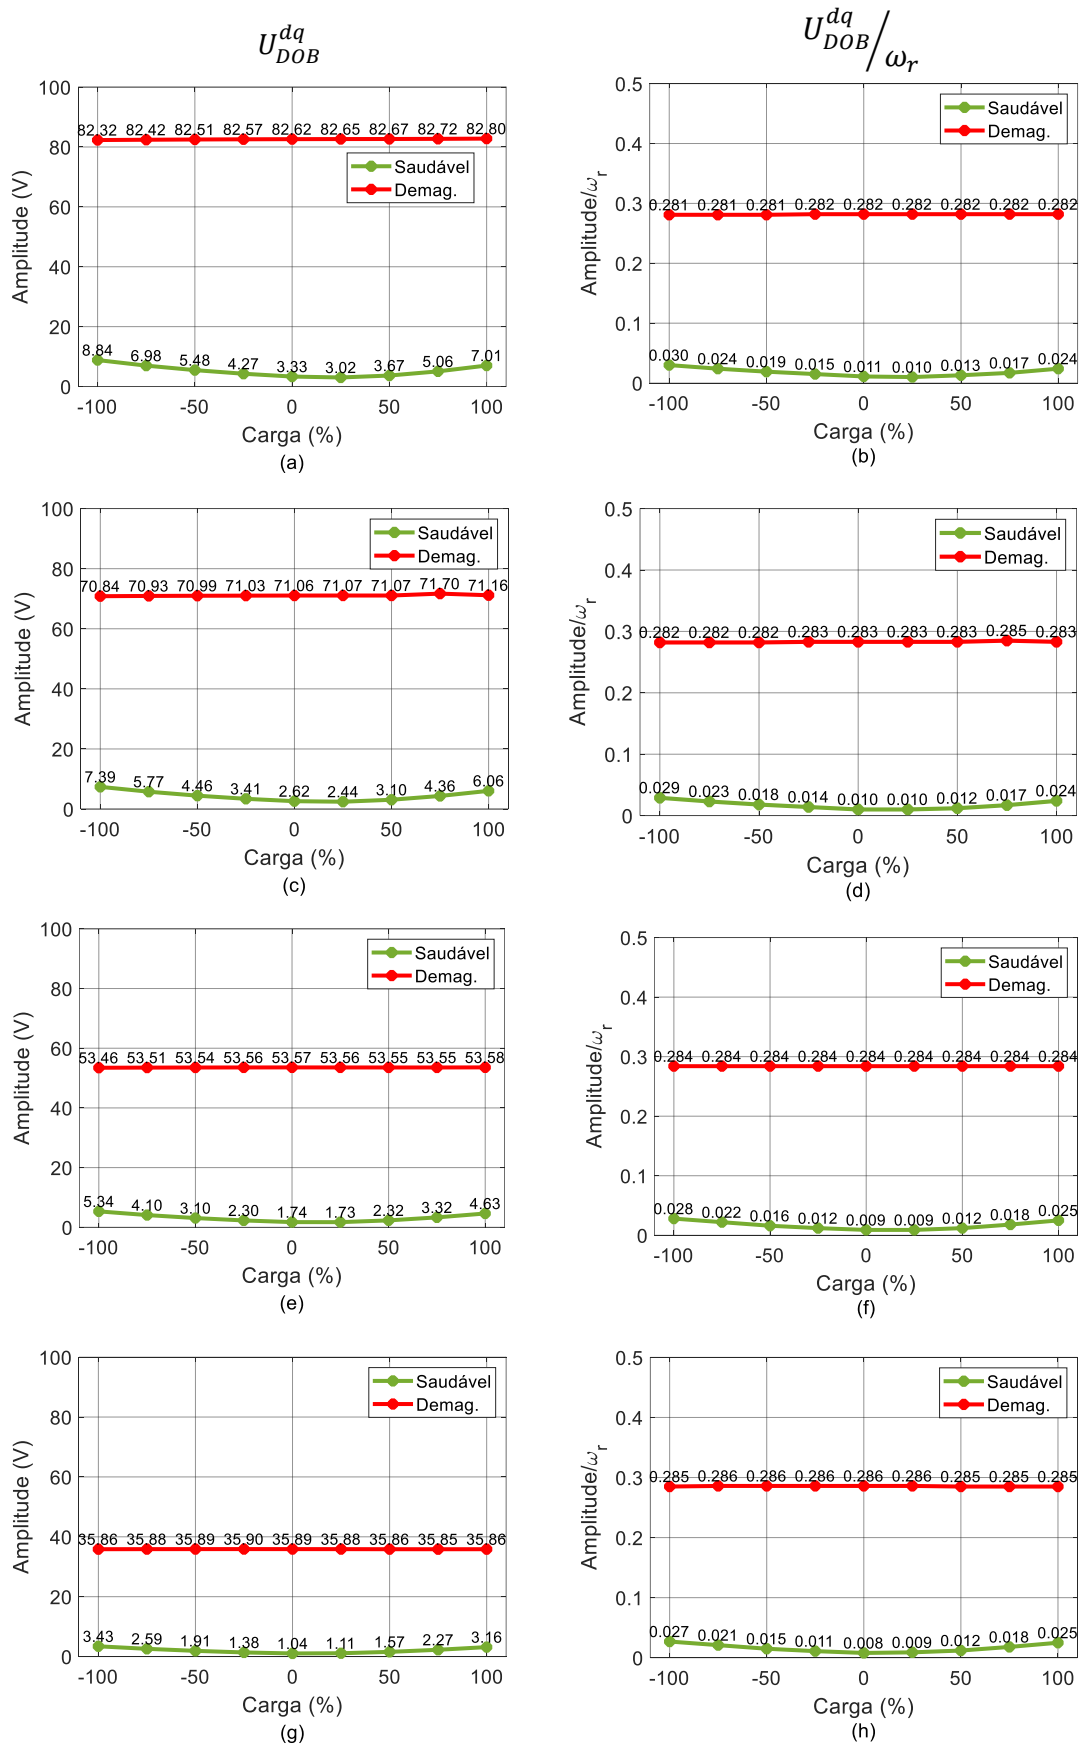 U_{DOB}^{dq}
U_{DOB}^{dq}/ω_r
100
80
60
40
20
0
Amplitude (V)
82.32 82.42 82.51 82.57 82.62 82.65 82.67 82.72 82.80
Saudável
Demag.
8.84 6.98 5.48 4.27 3.33 3.02 3.67 5.06 7.01
-100 -50 0 50 100
Carga (%)
(a)
0.5
0.4
0.3
0.2
0.1
0
Amplitude/ω_r
Saudável
Demag.
0.281 0.281 0.281 0.282 0.282 0.282 0.282 0.282 0.282
0.030 0.024 0.019 0.015 0.011 0.010 0.013 0.017 0.024
-100 -50 0 50 100
Carga (%)
(b)
100
80
60
40
20
0
Amplitude (V)
Saudável
Demag.
70.84 70.93 70.99 71.03 71.06 71.07 71.07 71.70 71.16
7.39 5.77 4.46 3.41 2.62 2.44 3.10 4.36 6.06
-100 -50 0 50 100
Carga (%)
(c)
0.5
0.4
0.3
0.2
0.1
0
Amplitude/ω_r
Saudável
Demag.
0.282 0.282 0.282 0.283 0.283 0.283 0.283 0.285 0.283
0.029 0.023 0.018 0.014 0.010 0.010 0.012 0.017 0.024
-100 -50 0 50 100
Carga (%)
(d)
100
80
60
40
20
0
Amplitude (V)
Saudável
Demag.
53.46 53.51 53.54 53.56 53.57 53.56 53.55 53.55 53.58
5.34 4.10 3.10 2.30 1.74 1.73 2.32 3.32 4.63
-100 -50 0 50 100
Carga (%)
(e)
0.5
0.4
0.3
0.2
0.1
0
Amplitude/ω_r
Saudável
Demag.
0.284 0.284 0.284 0.284 0.284 0.284 0.284 0.284 0.284
0.028 0.022 0.016 0.012 0.009 0.009 0.012 0.018 0.025
-100 -50 0 50 100
Carga (%)
(f)
100
80
60
40
20
0
Amplitude (V)
Saudável
Demag.
35.86 35.88 35.89 35.90 35.89 35.88 35.86 35.85 35.86
3.43 2.59 1.91 1.38 1.04 1.11 1.57 2.27 3.16
-100 -50 0 50 100
Carga (%)
(g)
0.5
0.4
0.3
0.2
0.1
0
Amplitude/ω_r
Saudável
Demag.
0.285 0.286 0.286 0.286 0.286 0.286 0.285 0.285 0.285
0.027 0.021 0.015 0.011 0.008 0.009 0.012 0.018 0.025
-100 -50 0 50 100
Carga (%)
(h)